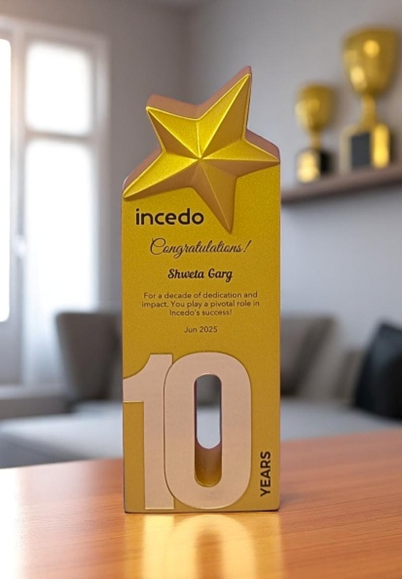 incedo
Congratulations!
Shweta Garg
For a decade of dedication and
impact. You play a pivotal role in
Incedo's success!
Jun 2025
10
YEARS